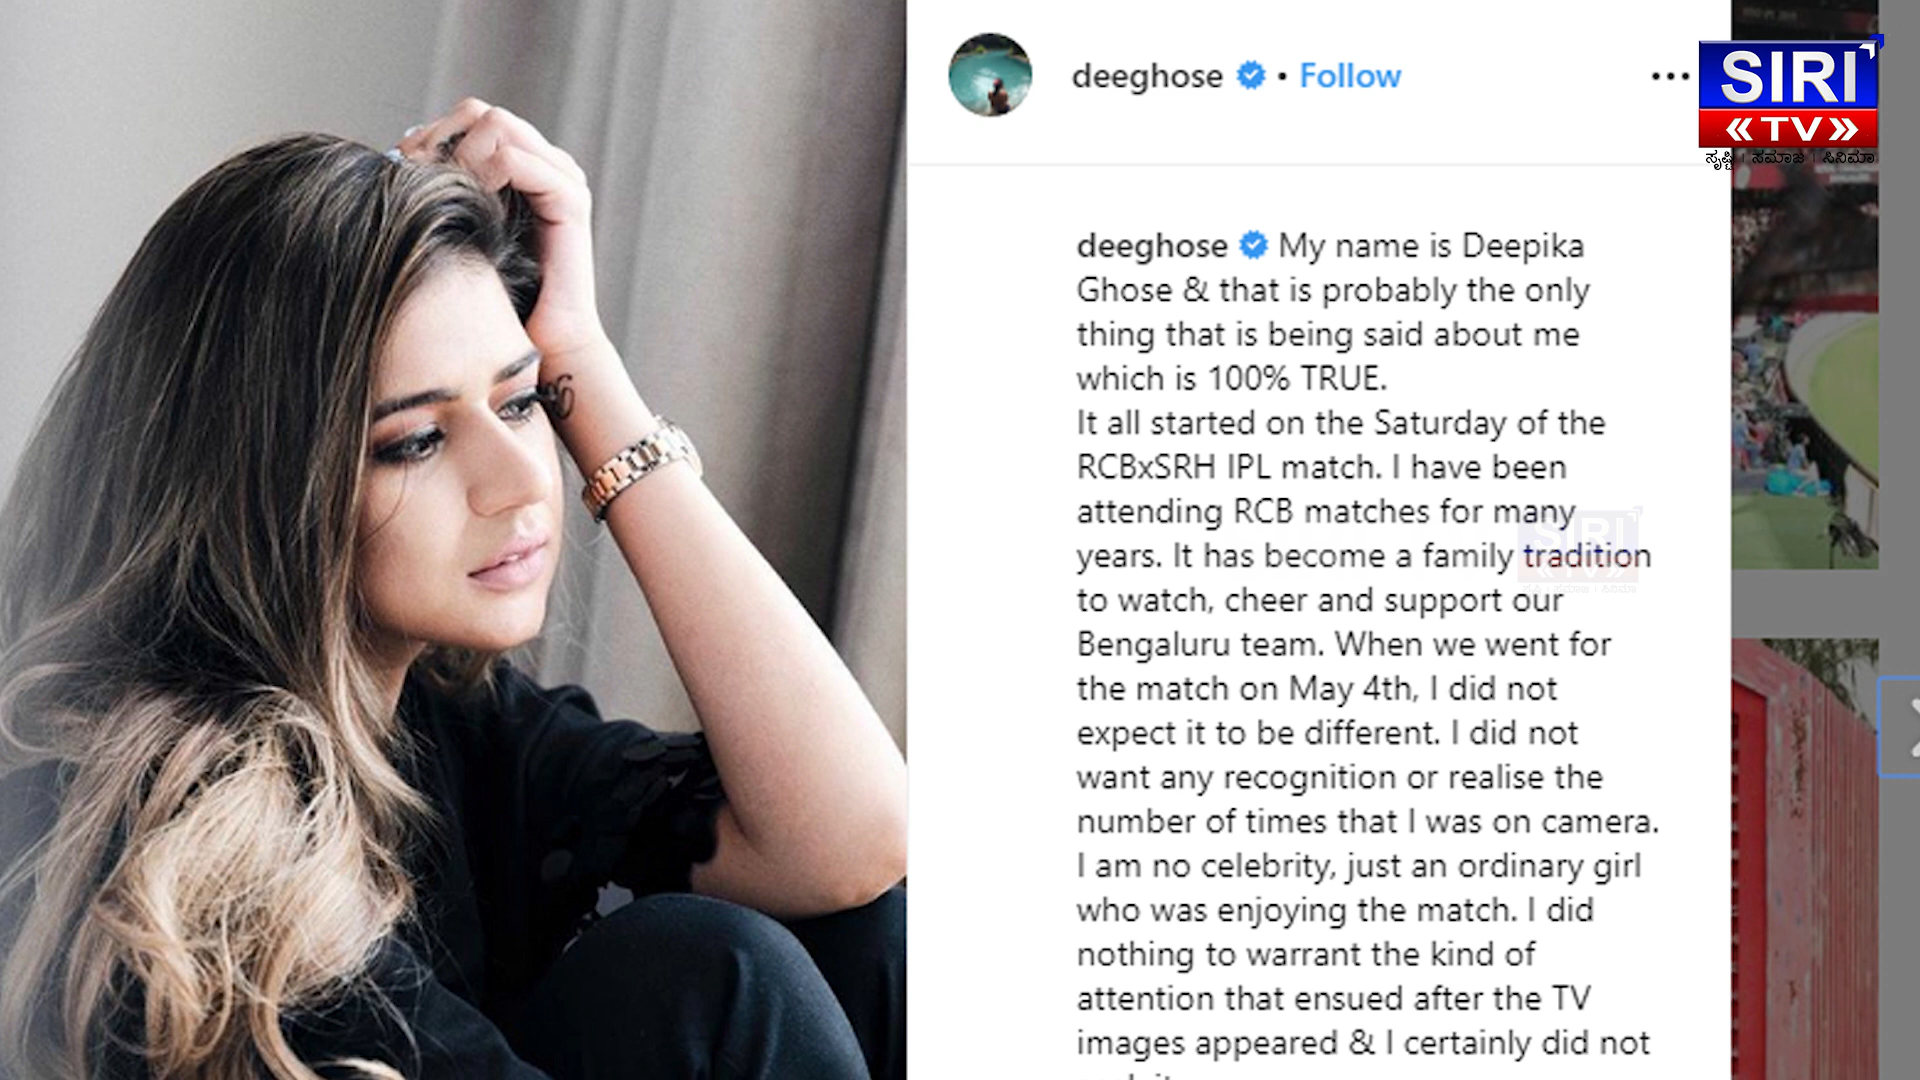 deeghose • Follow •••
SIRI
«TV»
ಸೃಷ್ಟಿ | ಸಮಾಜ | ಸಿನಿಮಾ
deeghose My name is Deepika
Ghose & that is probably the only
thing that is being said about me
which is 100% TRUE.
It all started on the Saturday of the
RCBxSRH IPL match. I have been
attending RCB matches for many
years. It has become a family tradition
to watch, cheer and support our
Bengaluru team. When we went for
the match on May 4th, I did not
expect it to be different. I did not
want any recognition or realise the
number of times that I was on camera.
I am no celebrity, just an ordinary girl
who was enjoying the match. I did
nothing to warrant the kind of
attention that ensued after the TV
images appeared & I certainly did not
SIRI
«TV»